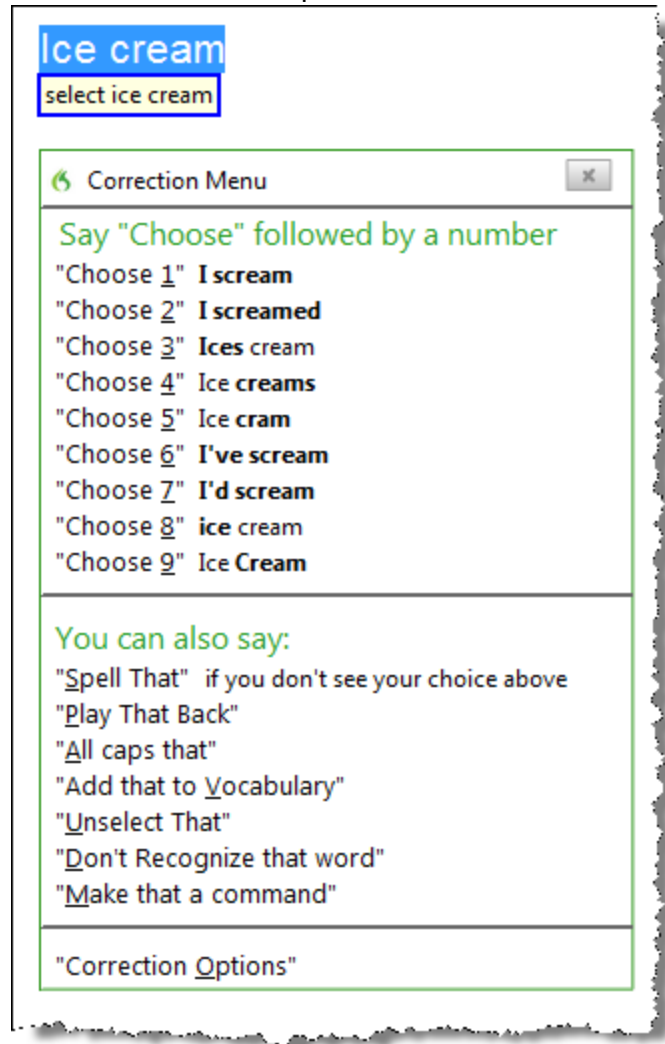 Ice cream
select ice cream
Correction Menu
Say "Choose" followed by a number
"Choose 1" I scream
"Choose 2" I screamed
"Choose 3" Ices cream
"Choose 4" Ice creams
"Choose 5" Ice cram
"Choose 6" I've scream
"Choose 7" I'd scream
"Choose 8" ice cream
"Choose 9" Ice Cream
You can also say:
"Spell That" if you don't see your choice above
"Play That Back"
"All caps that"
"Add that to Vocabulary"
"Unselect That"
"Don't Recognize that word"
"Make that a command"
"Correction Options"